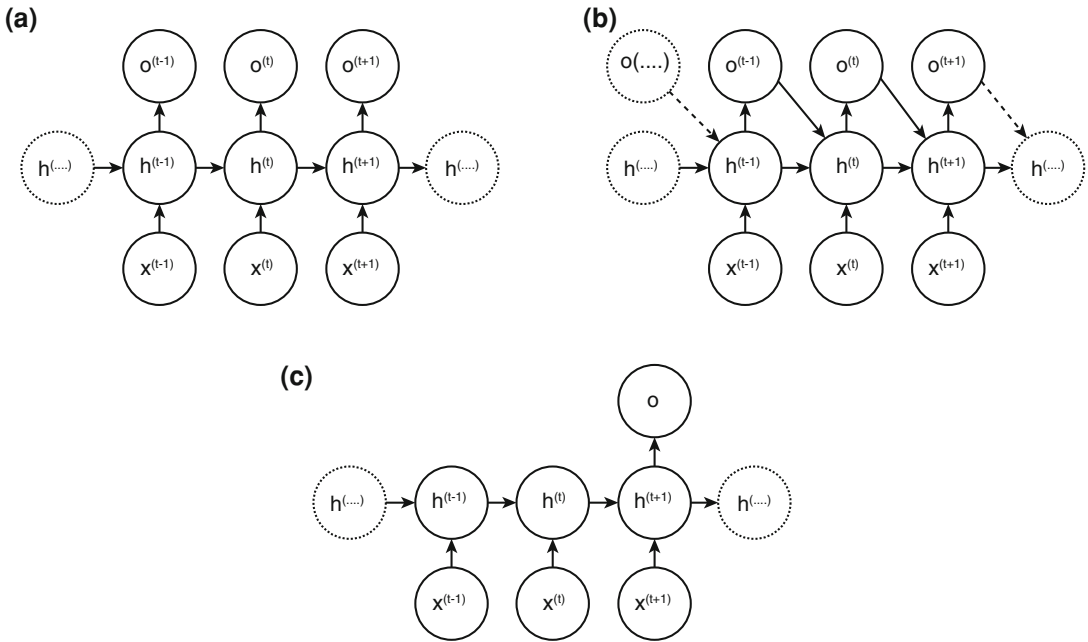 (a)
o(t-1) o(t) o(t+1)
h(....) h(t-1) h(t) h(t+1) h(....)
x(t-1) x(t) x(t+1)
(b)
o(....) o(t-1) o(t) o(t+1)
h(....) h(t-1) h(t) h(t+1) h(....)
x(t-1) x(t) x(t+1)
(c)
o
h(....) h(t-1) h(t) h(t+1) h(....)
x(t-1) x(t) x(t+1)